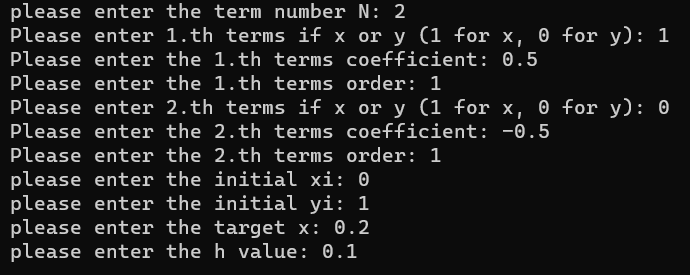 please enter the term number N: 2
Please enter 1.th terms if x or y (1 for x, 0 for y): 1
Please enter the 1.th terms coefficient: 0.5
Please enter the 1.th terms order: 1
Please enter 2.th terms if x or y (1 for x, 0 for y): 0
Please enter the 2.th terms coefficient: -0.5
Please enter the 2.th terms order: 1
please enter the initial xi: 0
please enter the initial yi: 1
please enter the target x: 0.2
please enter the h value: 0.1